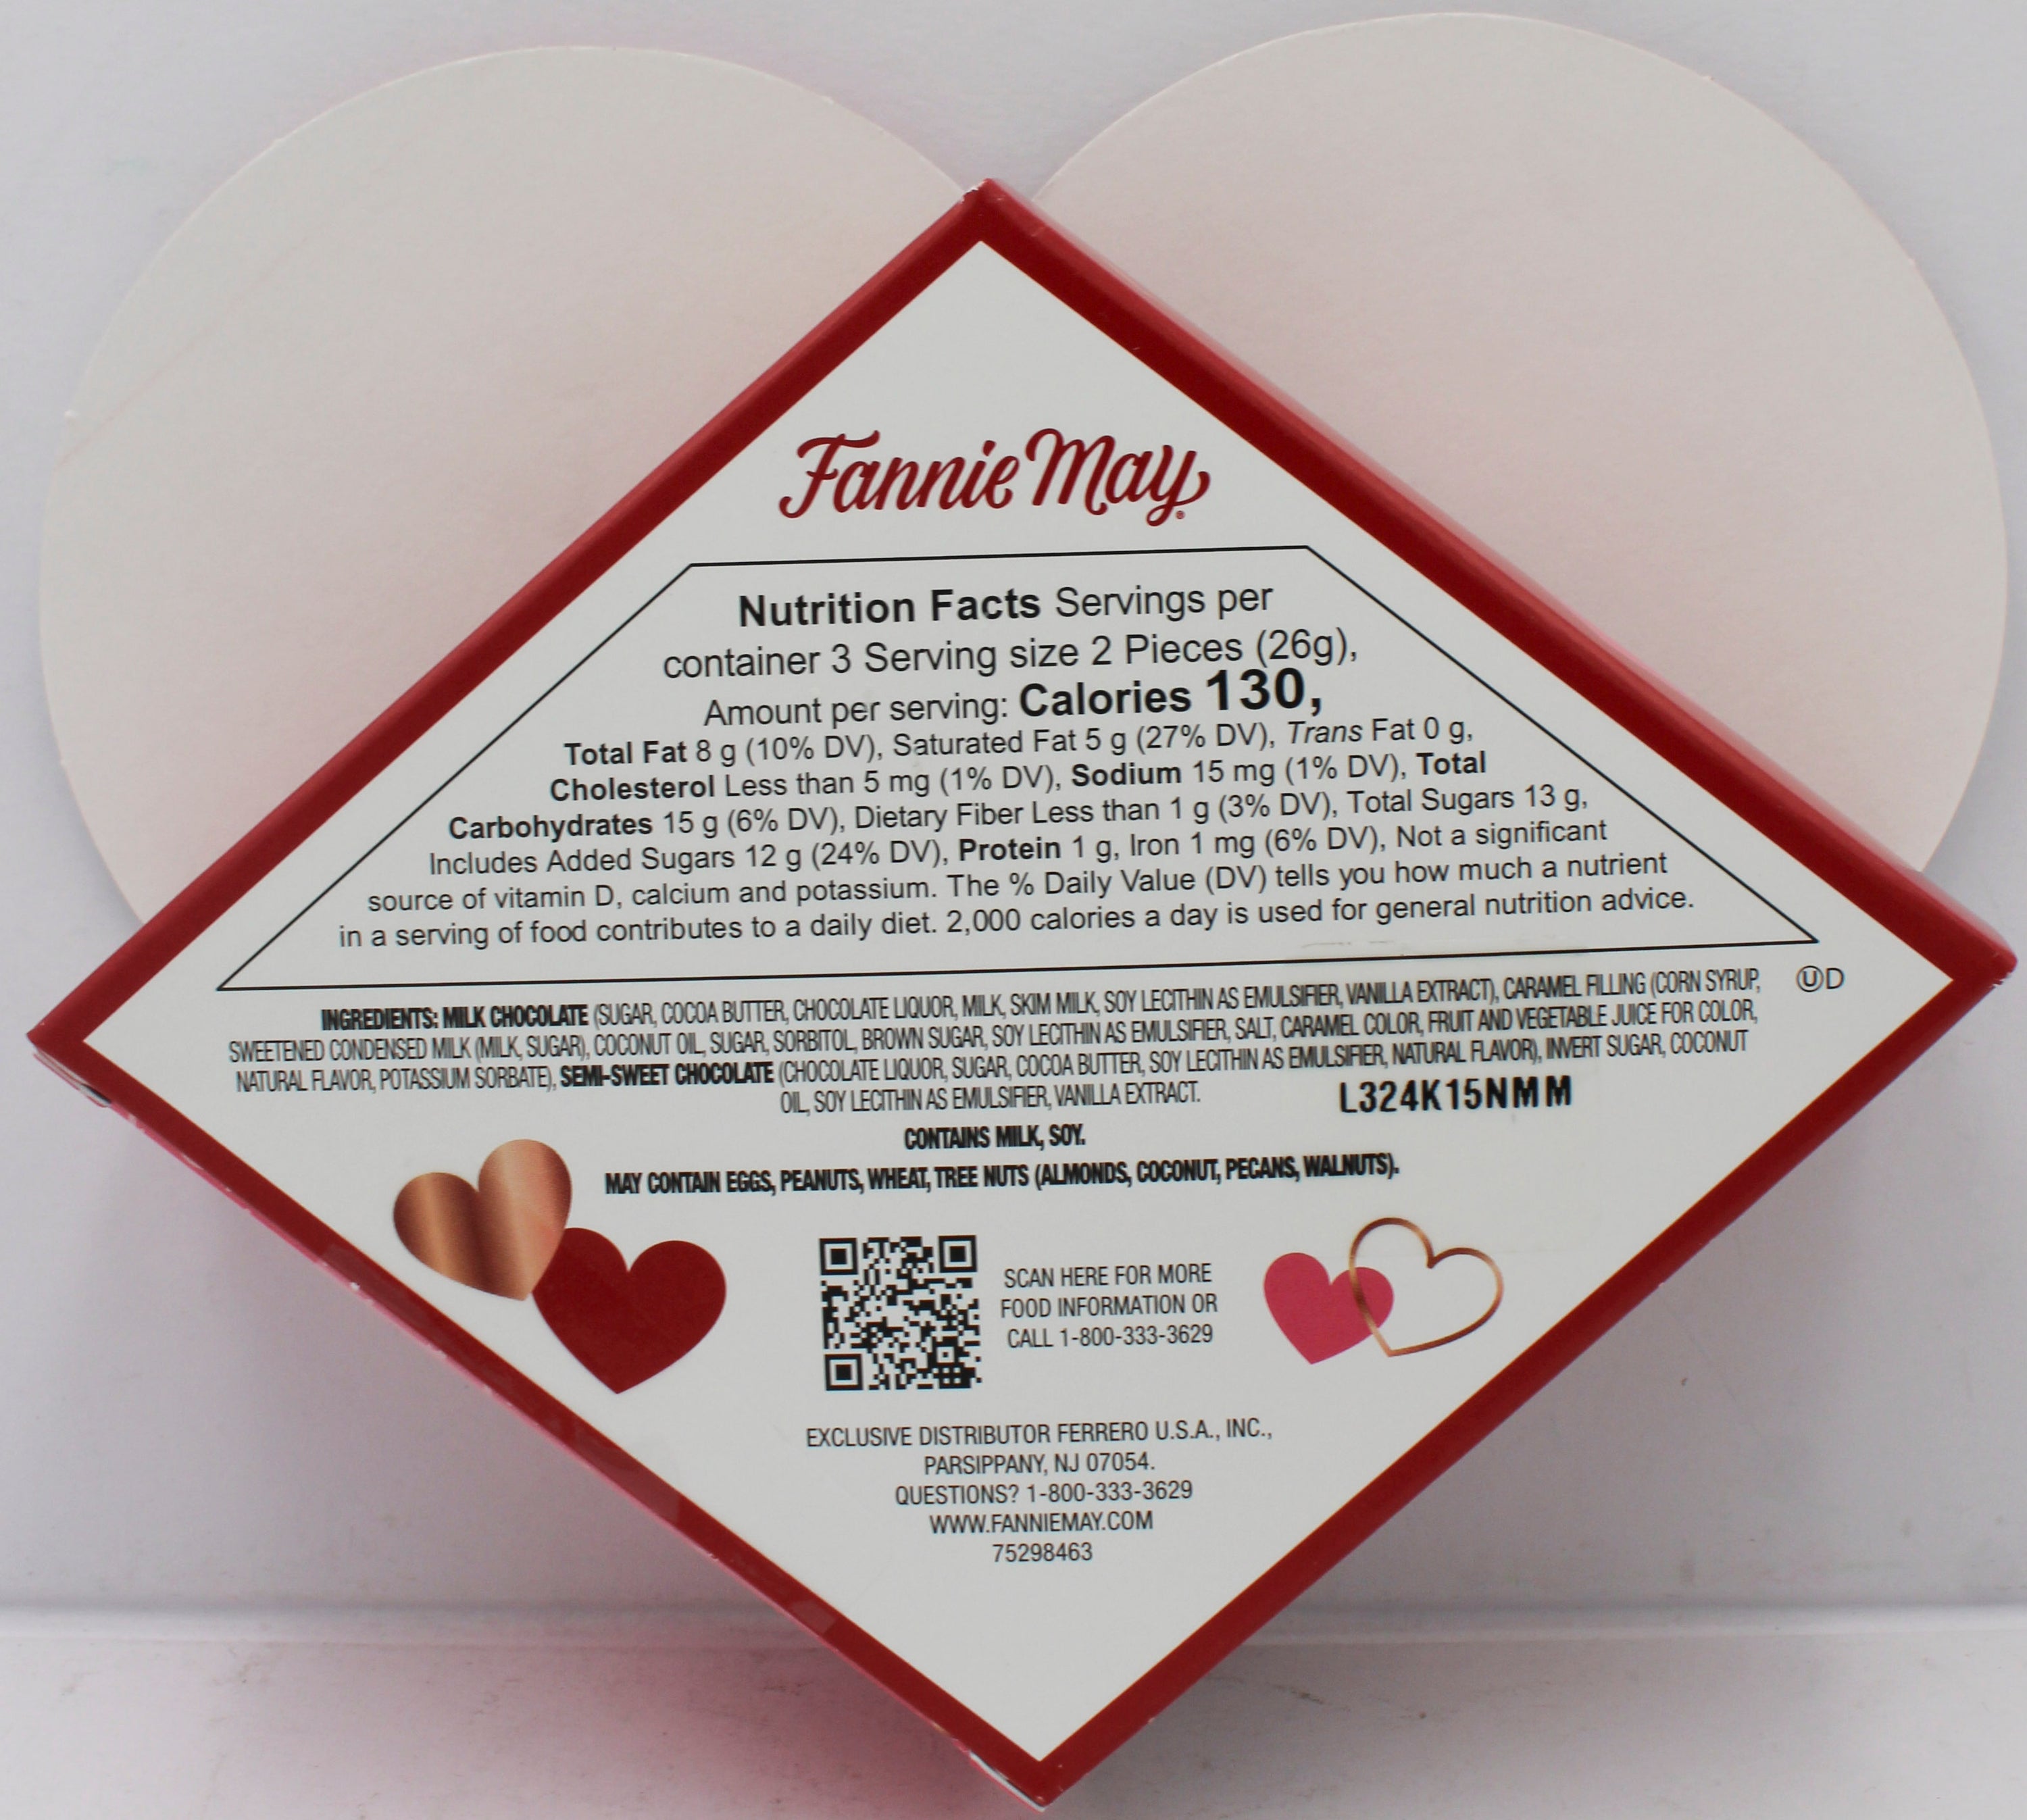 Fannie May®
Nutrition Facts Servings per
container 3 Serving size 2 Pieces (26g),
Amount per serving: Calories 130,
Total Fat 8 g (10% DV), Saturated Fat 5 g (27% DV), Trans Fat 0 g,
Cholesterol Less than 5 mg (1% DV), Sodium 15 mg (1% DV), Total
Carbohydrates 15 g (6% DV), Dietary Fiber Less than 1 g (3% DV), Total Sugars 13 g,
Includes Added Sugars 12 g (24% DV), Protein 1 g, Iron 1 mg (6% DV), Not a significant
source of vitamin D, calcium and potassium. The % Daily Value (DV) tells you how much a nutrient
in a serving of food contributes to a daily diet. 2,000 calories a day is used for general nutrition advice.
INGREDIENTS: MILK CHOCOLATE (SUGAR, COCOA BUTTER, CHOCOLATE LIQUOR, MILK, SKIM MILK, SOY LECITHIN AS EMULSIFIER, VANILLA EXTRACT), CARAMEL FILLING (CORN SYRUP,
SWEETENED CONDENSED MILK (MILK, SUGAR), COCONUT OIL, SUGAR, SORBITOL, BROWN SUGAR, SOY LECITHIN AS EMULSIFIER, SALT, CARAMEL COLOR, FRUIT AND VEGETABLE JUICE FOR COLOR,
NATURAL FLAVOR, POTASSIUM SORBATE), SEMI-SWEET CHOCOLATE (CHOCOLATE LIQUOR, SUGAR, COCOA BUTTER, SOY LECITHIN AS EMULSIFIER, NATURAL FLAVOR), INVERT SUGAR, COCONUT
OIL, SOY LECITHIN AS EMULSIFIER, VANILLA EXTRACT.
ⓊD
L324K15NMM
CONTAINS MILK, SOY.
MAY CONTAIN EGGS, PEANUTS, WHEAT, TREE NUTS (ALMONDS, COCONUT, PECANS, WALNUTS).
SCAN HERE FOR MORE
FOOD INFORMATION OR
CALL 1-800-333-3629
EXCLUSIVE DISTRIBUTOR FERRERO U.S.A., INC.,
PARSIPPANY, NJ 07054.
QUESTIONS? 1-800-333-3629
WWW.FANNIEMAY.COM
75298463